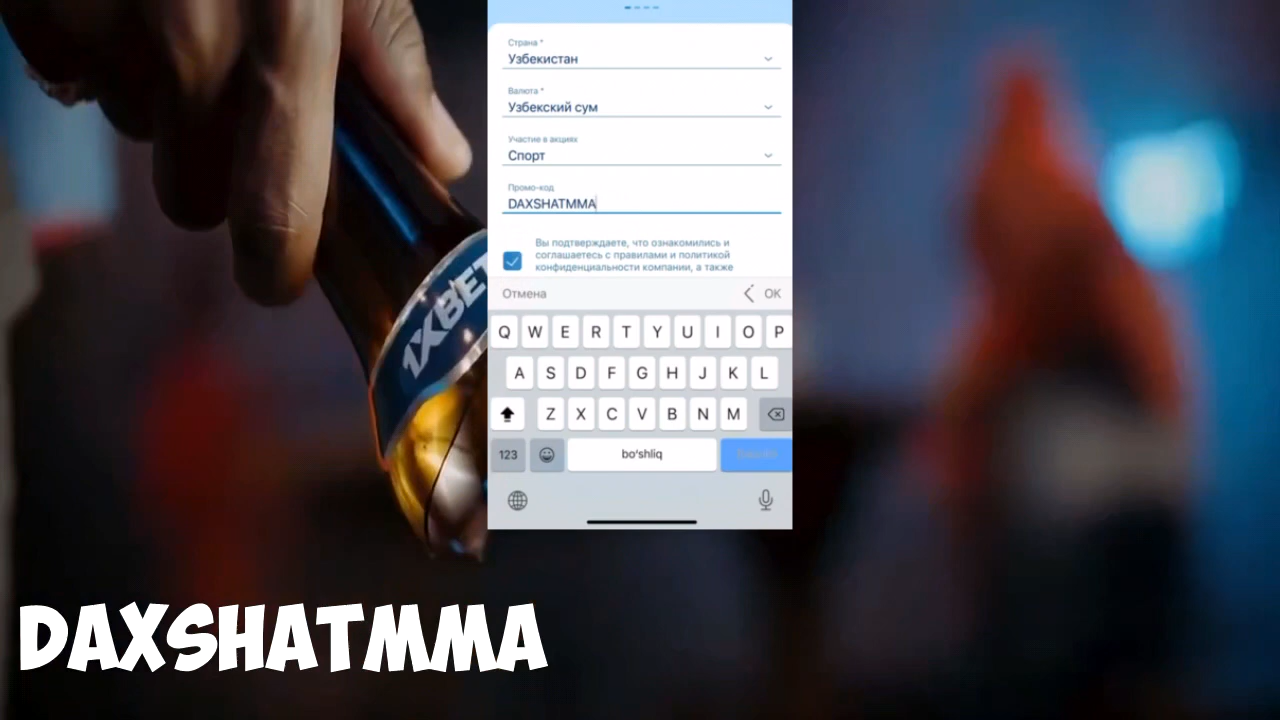 Страна *
Узбекистан
Валюта *
Узбекский сум
Участие в акциях
Спорт
Промо-код
DAXSHATMMA
Вы подтверждаете, что ознакомились и
соглашаетесь с правилами и политикой
конфиденциальности компании, а также
Отмена
OK
1XBET
Q W E R T Y U I O P
A S D F G H J K L
Z X C V B N M
123
bo'shliq
DAXSHATMMA